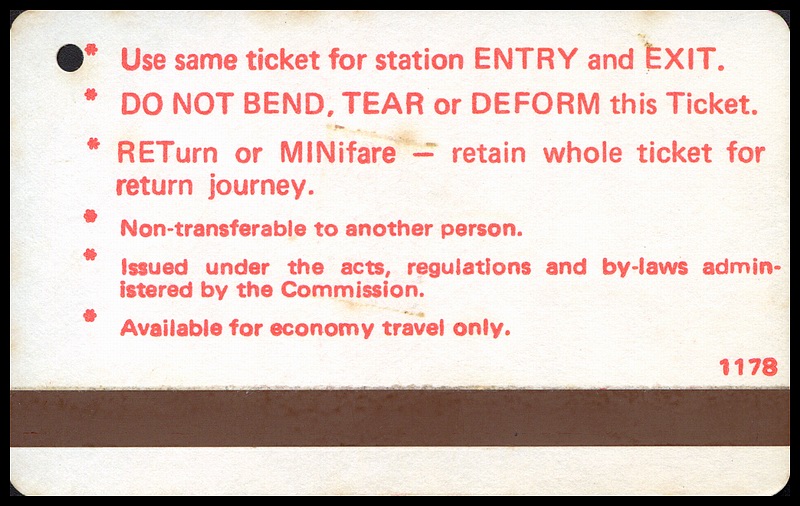 * Use same ticket for station ENTRY and EXIT.
* DO NOT BEND, TEAR or DEFORM this Ticket.
* RETurn or MINifare — retain whole ticket for
return journey.
* Non-transferable to another person.
* Issued under the acts, regulations and by-laws admin-
istered by the Commission.
* Available for economy travel only.
1178